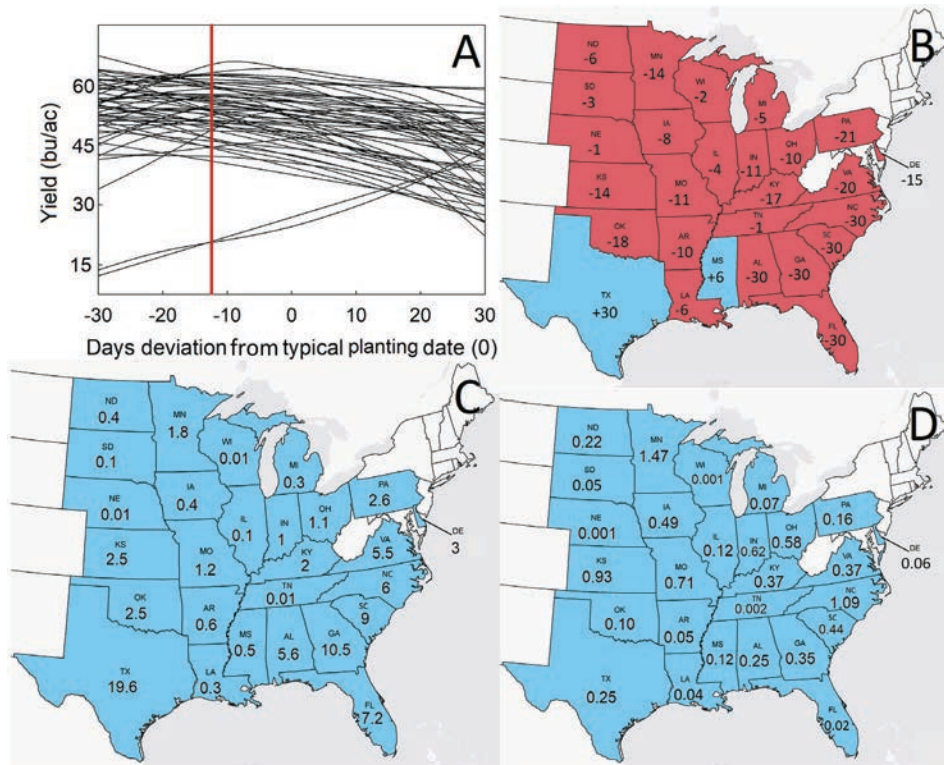 A
Yield (bu/ac)
60
45
30
15
-30 -20 -10 0 10 20 30
Days deviation from typical planting date (0)
B
ND
-6
MN
-14
WI
-2
MI
-5
SD
-3
IA
-8
NE
-1
PA
-21
OH
-10
IL
-4
IN
-11
DE
-15
KS
-14
MO
-11
KY
-17
VA
-20
TN
-1
NC
-30
OK
-18
AR
-10
SC
-30
MS
+6
AL
-30
GA
-30
TX
+30
LA
-6
FL
-30
C
ND
0.4
MN
1.8
WI
0.01
MI
0.3
SD
0.1
IA
0.4
NE
0.01
PA
2.6
OH
1.1
IL
0.1
IN
1
DE
3
KS
2.5
MO
1.2
KY
2
VA
5.5
TN
0.01
NC
6
OK
2.5
AR
0.6
SC
9
MS
0.5
AL
5.6
GA
10.5
TX
19.6
LA
0.3
FL
7.2
D
ND
0.22
MN
1.47
WI
0.001
MI
0.07
SD
0.05
IA
0.49
NE
0.001
PA
0.16
OH
0.58
IL
0.12
IN
0.62
DE
0.06
KS
0.93
MO
0.71
KY
0.37
VA
0.37
TN
0.002
NC
1.09
OK
0.10
AR
0.05
SC
0.44
MS
0.12
AL
0.25
GA
0.35
TX
0.25
LA
0.04
FL
0.02